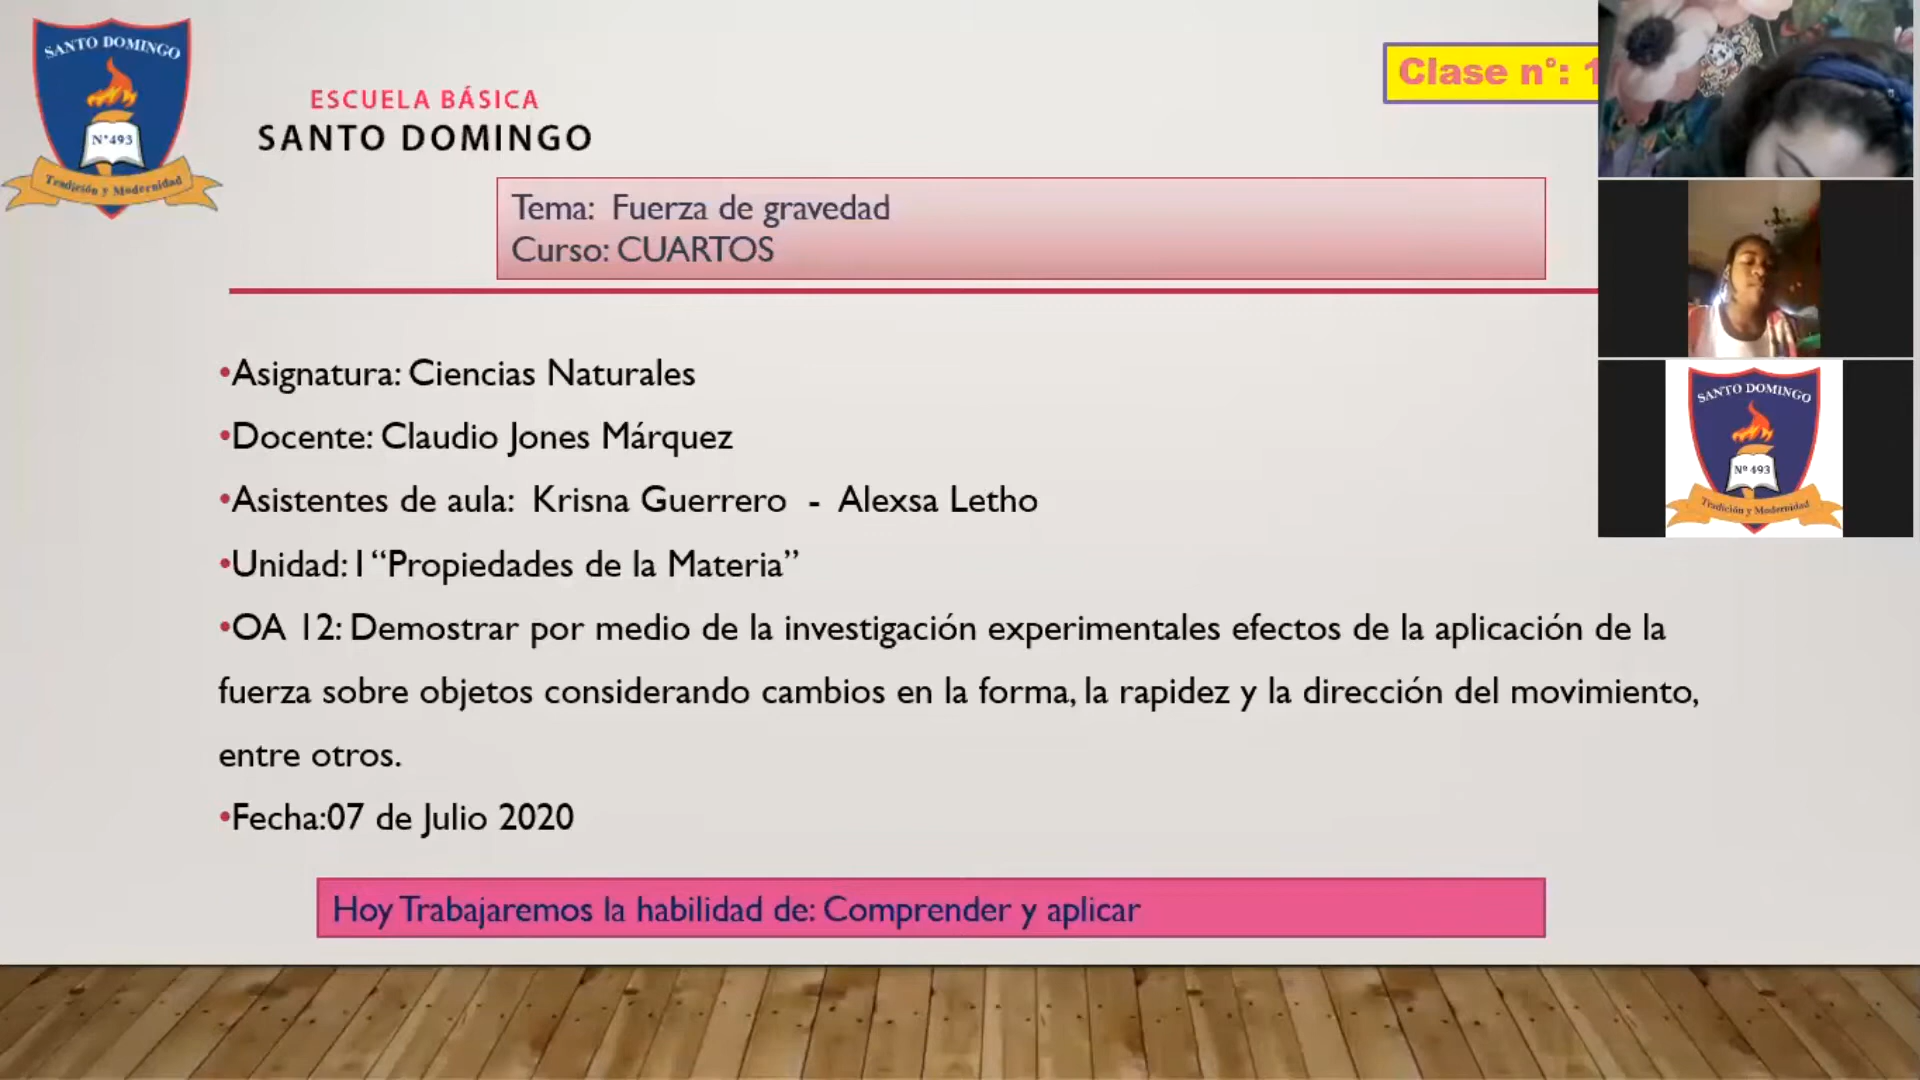 SANTO DOMINGO
N°493
Tradición y Modernidad
ESCUELA BÁSICA
SANTO DOMINGO
Clase n°: 1
Tema: Fuerza de gravedad
Curso: CUARTOS
•Asignatura: Ciencias Naturales
•Docente: Claudio Jones Márquez
•Asistentes de aula: Krisna Guerrero - Alexsa Letho
•Unidad:1 “Propiedades de la Materia”
•OA 12: Demostrar por medio de la investigación experimentales efectos de la aplicación de la
fuerza sobre objetos considerando cambios en la forma, la rapidez y la dirección del movimiento,
entre otros.
•Fecha:07 de Julio 2020
Hoy Trabajaremos la habilidad de: Comprender y aplicar
SANTO DOMINGO
Nº 493
Tradición y Modernidad